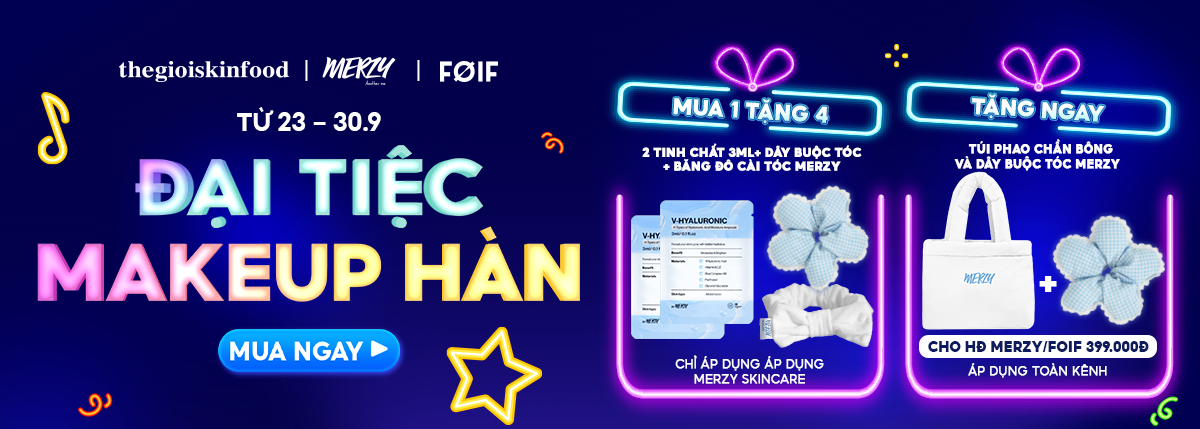 thegioiskinfood | MERZY | FØIF
TỪ 23 – 30.9
ĐẠI TIỆC
MAKEUP HÀN
MUA NGAY
MUA 1 TẶNG 4
2 TINH CHẤT 3ML+ DÂY BUỘC TÓC
+ BĂNG ĐÔ CÀI TÓC MERZY
V-HYALURONIC
Benefit
Materials
MERZY
CHỈ ÁP DỤNG ÁP DỤNG
MERZY SKINCARE
TẶNG NGAY
TÚI PHAO CHẦN BÔNG
VÀ DÂY BUỘC TÓC MERZY
MERZY
+
CHO HĐ MERZY/FOIF 399.000Đ
ÁP DỤNG TOÀN KÊNH